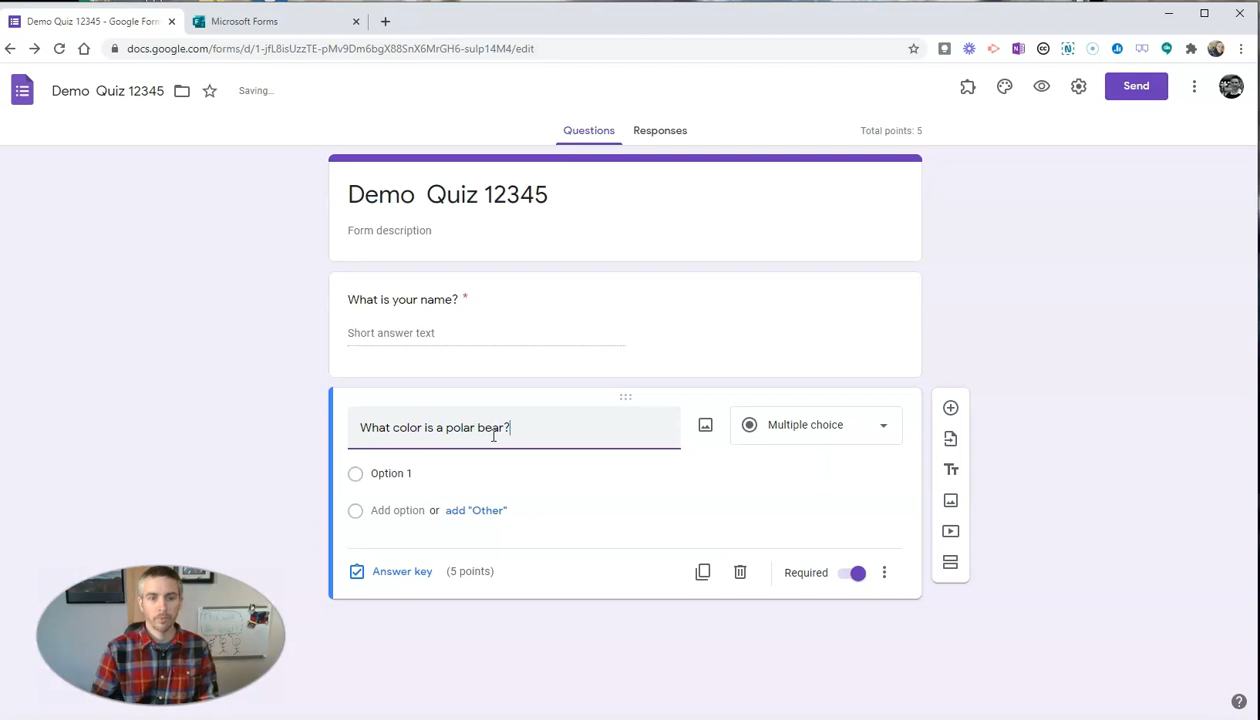 Demo Quiz 12345 - Google Form
Microsoft Forms
docs.google.com/forms/d/1-jfL8isUzzTE-pMv9Dm6bgX88SnX6MrGH6-sulp14M4/edit
Demo  Quiz 12345
Saving...
Send
Questions
Responses
Total points: 5
Demo  Quiz 12345
Form description
What is your name? *
Short answer text
What color is a polar bear?
Multiple choice
Option 1
Add option or add "Other"
Answer key (5 points)
Required